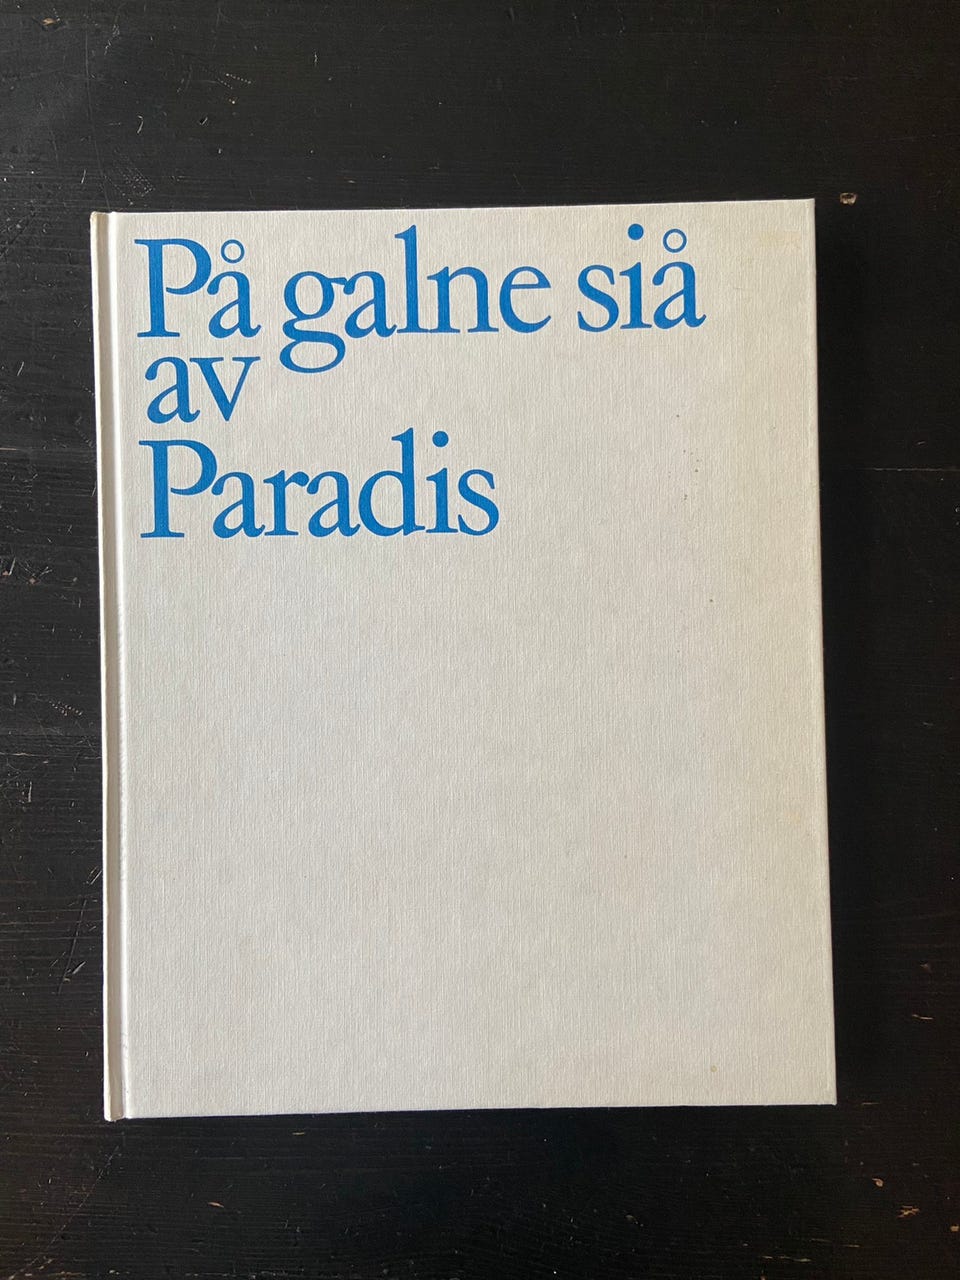 På galne siå
av
Paradis